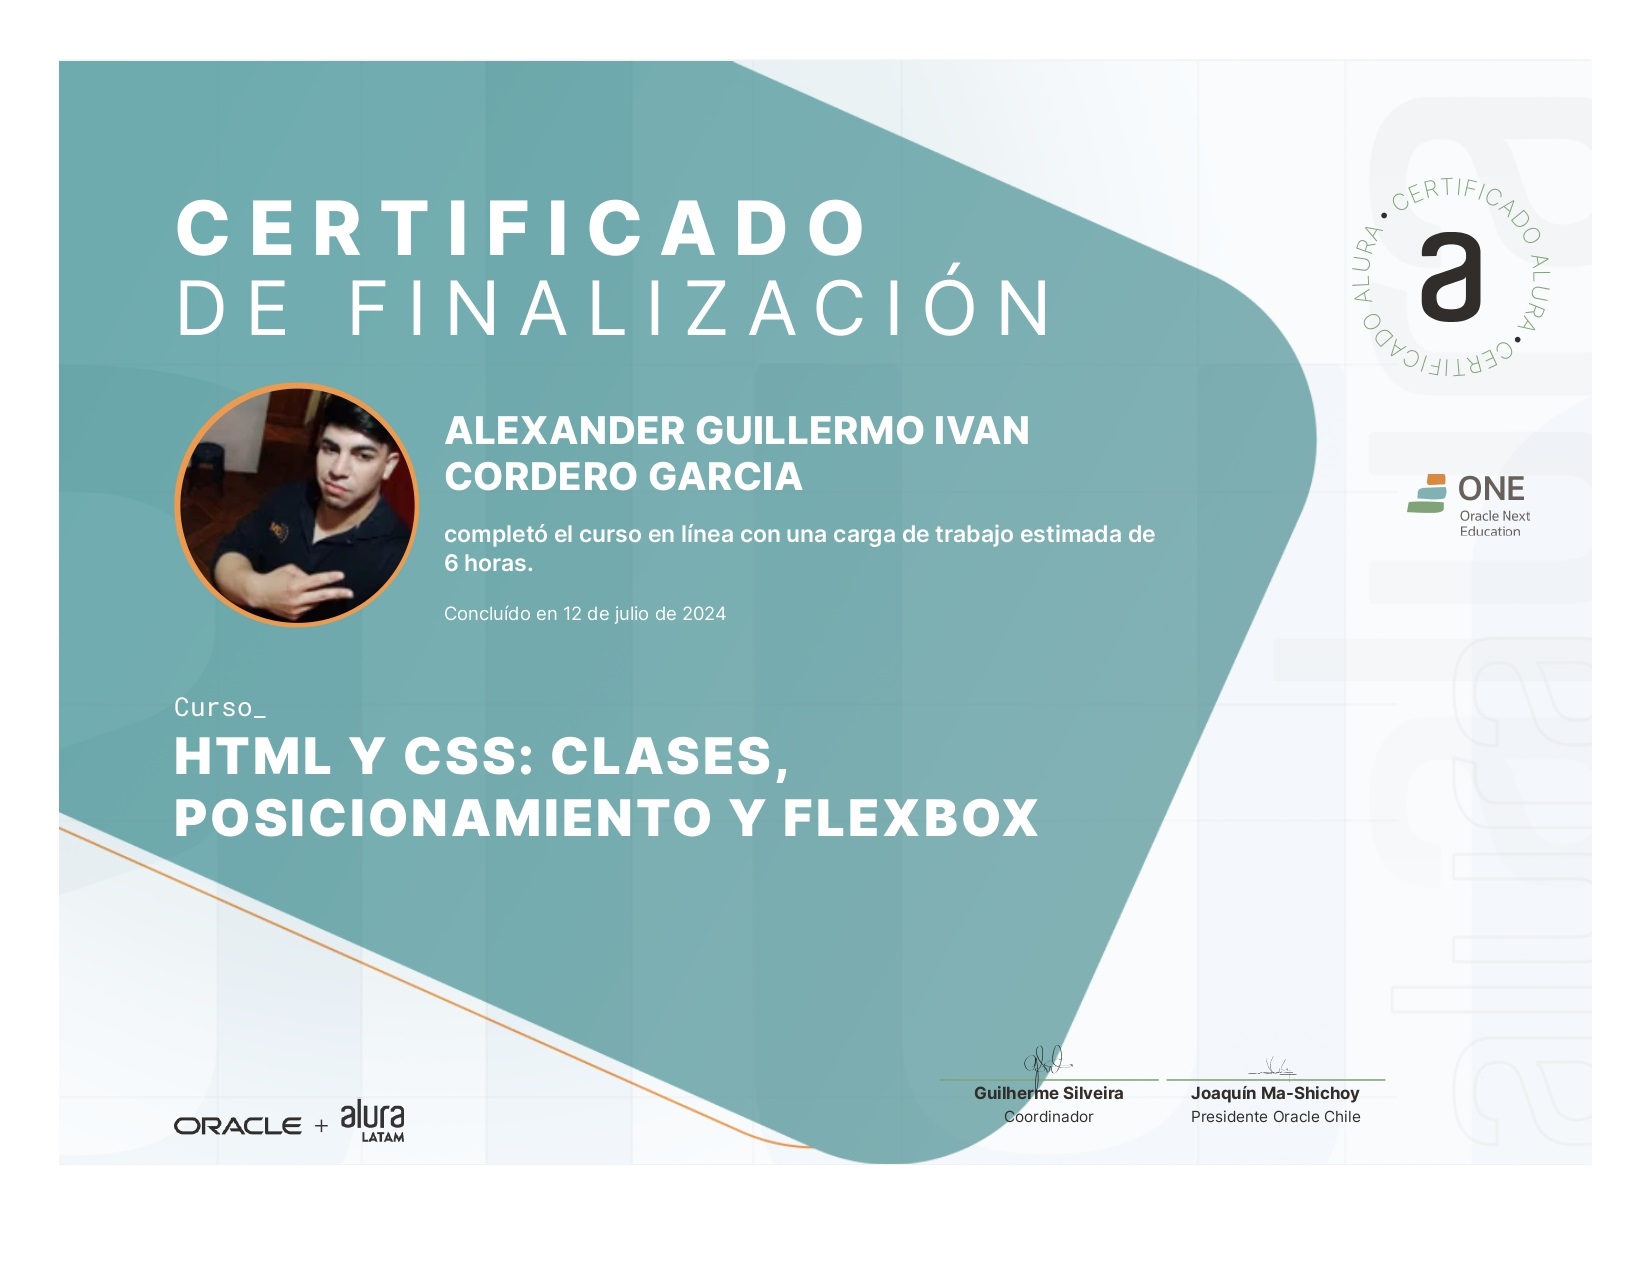 CERTIFICADO
DE FINALIZACIÓN
CERTIFICADO ALURA • CERTIFICADO ALURA •
a
ALEXANDER GUILLERMO IVAN
CORDERO GARCIA
completó el curso en línea con una carga de trabajo estimada de
6 horas.
Concluído en 12 de julio de 2024
ONE
Oracle Next
Education
Curso_
HTML Y CSS: CLASES,
POSICIONAMIENTO Y FLEXBOX
alura
alura
Guilherme Silveira
Coordinador
Joaquín Ma-Shichoy
Presidente Oracle Chile
ORACLE + alura
LATAM